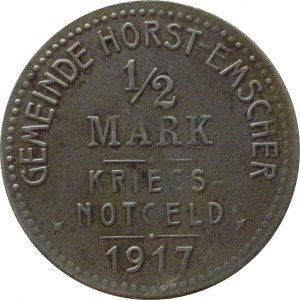 GEMEINDE HORST-EMSCHER
1/2
MARK
KRIEGS-
NOTGELD
1917